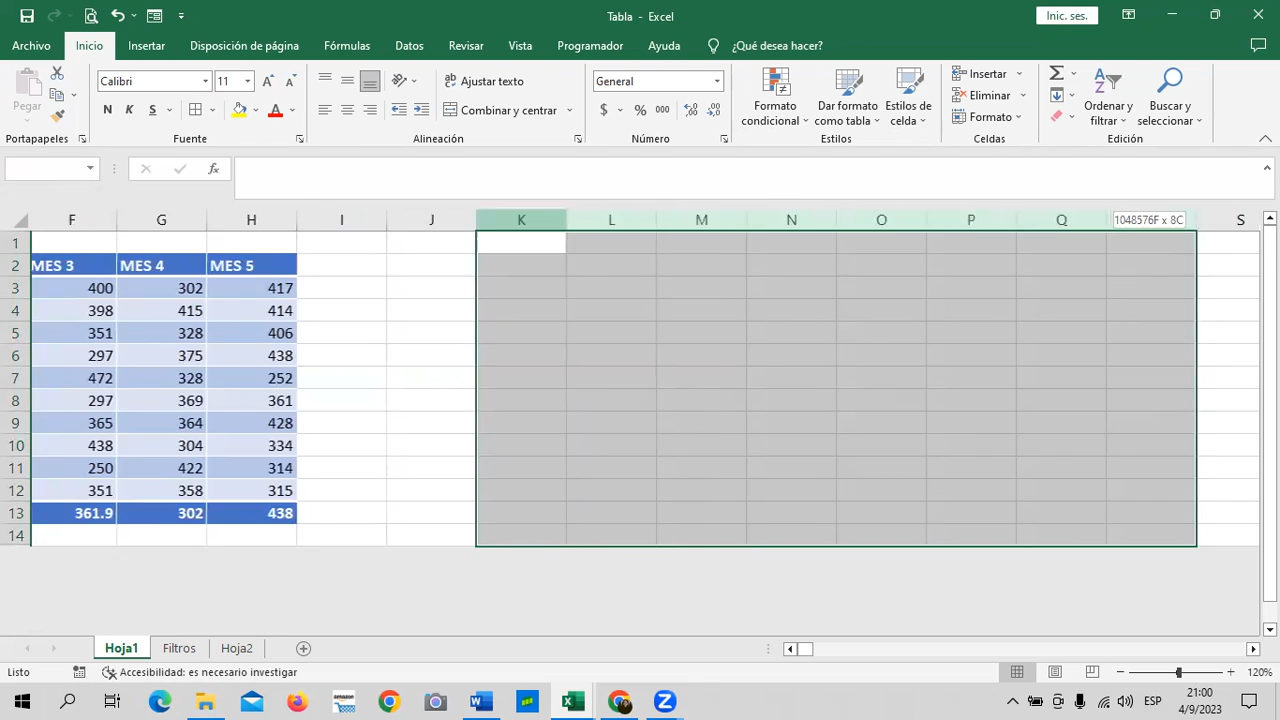 Tabla - Excel
Inic. ses.
Archivo Inicio Insertar Disposición de página Fórmulas Datos Revisar Vista Programador Ayuda ¿Qué desea hacer?
Pegar
Calibri 11
N K S
Ajustar texto
Combinar y centrar
General
$ % 000
Formato condicional
Dar formato como tabla
Estilos de celda
Insertar
Eliminar
Formato
Ordenar y filtrar
Buscar y seleccionar
Portapapeles Fuente Alineación Número Estilos Celdas Edición
fx
F G H I J K L M N O P Q 1048576F x 8C S
1
2 MES 3 MES 4 MES 5
3 400 302 417
4 398 415 414
5 351 328 406
6 297 375 438
7 472 328 252
8 297 369 361
9 365 364 428
10 438 304 334
11 250 422 314
12 351 358 315
13 361.9 302 438
14
Hoja1 Filtros Hoja2
Listo Accesibilidad: es necesario investigar 120%
ESP 21:00
4/9/2023